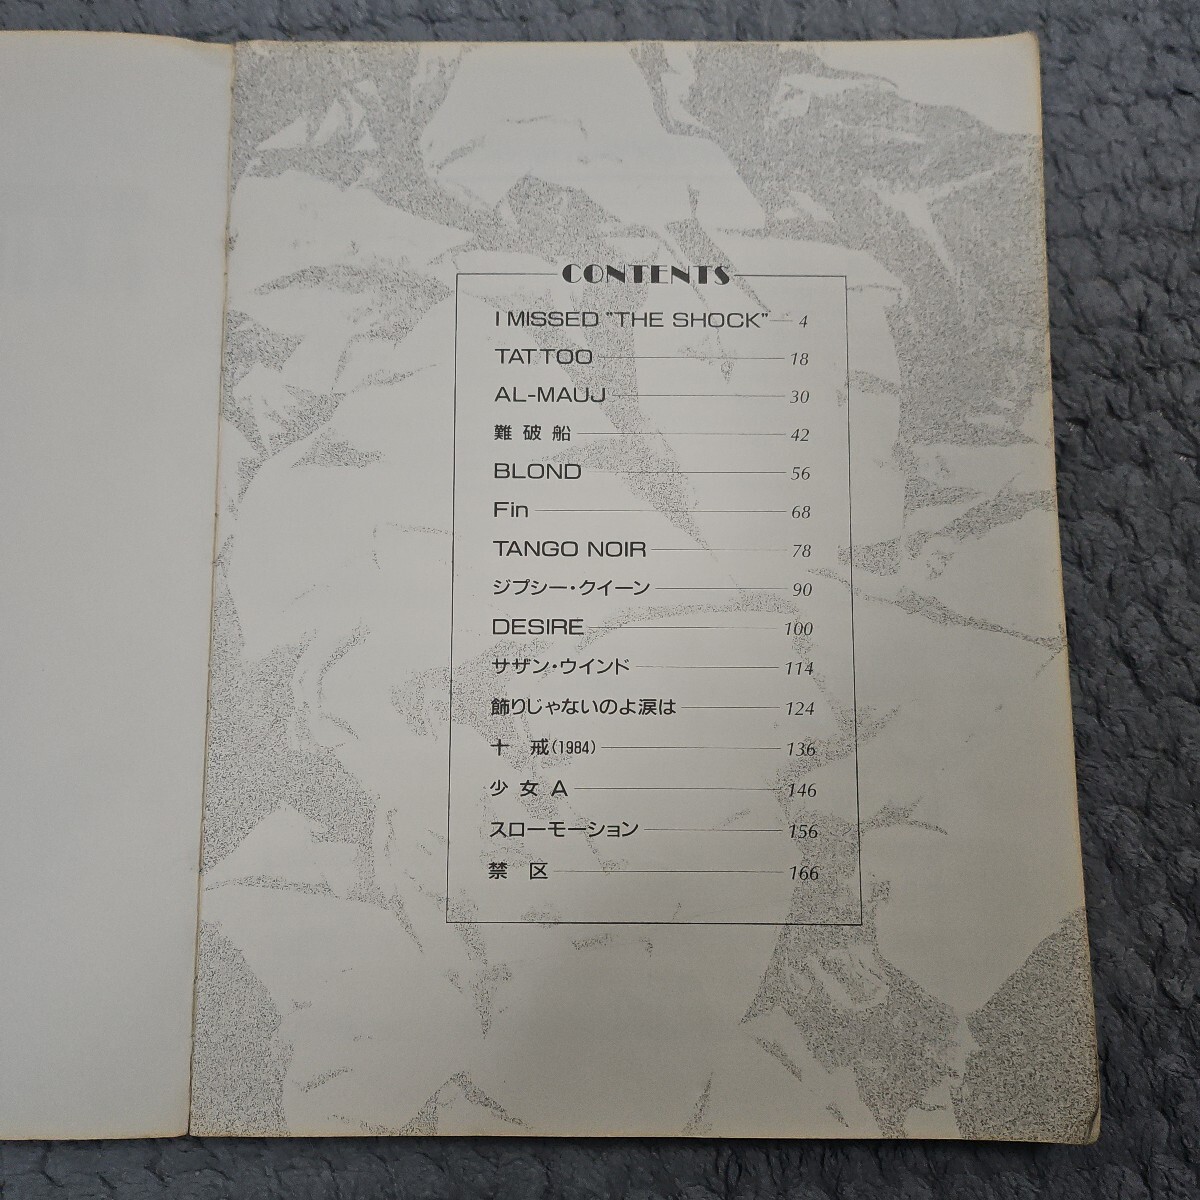 CONTENTS
I MISSED "THE SHOCK" 4
TATTOO 18
AL-MAUJ 30
難破船 42
BLOND 56
Fin 68
TANGO NOIR 78
ジプシー・クイーン 90
DESIRE 100
サザン・ウインド 114
飾りじゃないのよ涙は 124
十戒(1984) 136
少女A 146
スローモーション 156
禁区 166